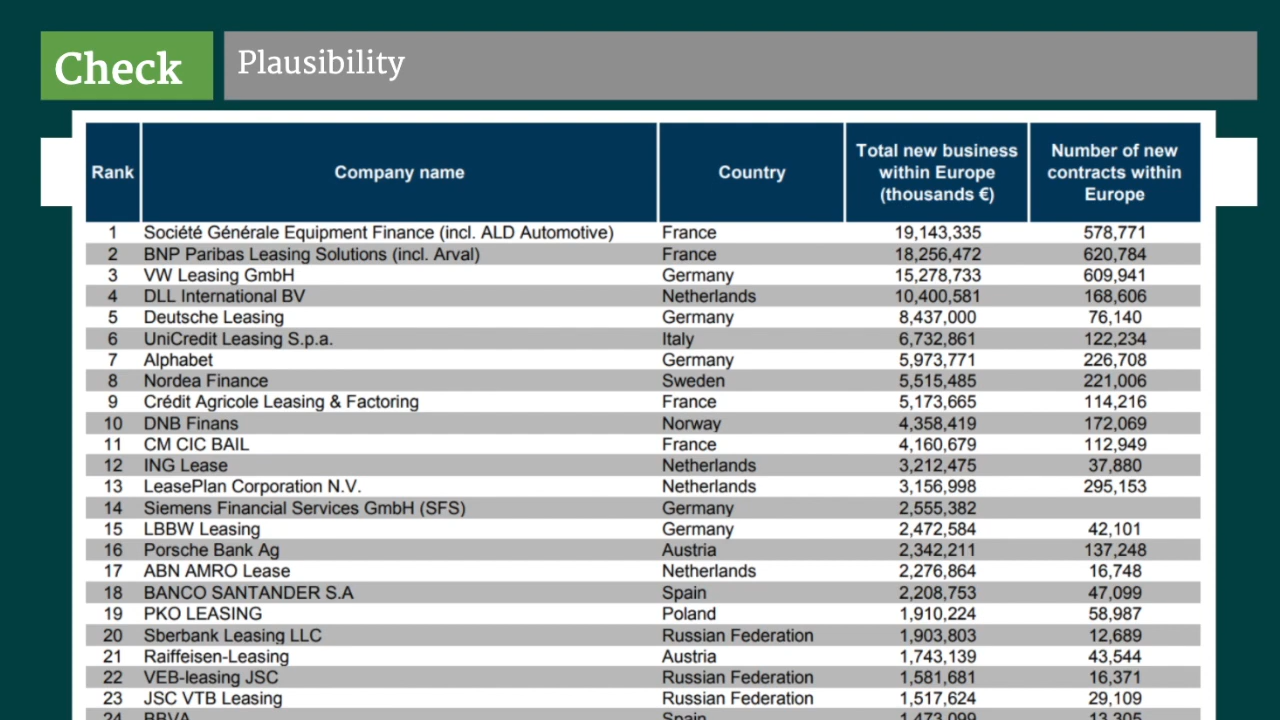 Check
Plausibility
Rank Company name Country Total new business within Europe (thousands €) Number of new contracts within Europe
1 Société Générale Equipment Finance (incl. ALD Automotive) France 19,143,335 578,771
2 BNP Paribas Leasing Solutions (incl. Arval) France 18,256,472 620,784
3 VW Leasing GmbH Germany 15,278,733 609,941
4 DLL International BV Netherlands 10,400,581 168,606
5 Deutsche Leasing Germany 8,437,000 76,140
6 UniCredit Leasing S.p.a. Italy 6,732,861 122,234
7 Alphabet Germany 5,973,771 226,708
8 Nordea Finance Sweden 5,515,485 221,006
9 Crédit Agricole Leasing & Factoring France 5,173,665 114,216
10 DNB Finans Norway 4,358,419 172,069
11 CM CIC BAIL France 4,160,679 112,949
12 ING Lease Netherlands 3,212,475 37,880
13 LeasePlan Corporation N.V. Netherlands 3,156,998 295,153
14 Siemens Financial Services GmbH (SFS) Germany 2,555,382
15 LBBW Leasing Germany 2,472,584 42,101
16 Porsche Bank Ag Austria 2,342,211 137,248
17 ABN AMRO Lease Netherlands 2,276,864 16,748
18 BANCO SANTANDER S.A Spain 2,208,753 47,099
19 PKO LEASING Poland 1,910,224 58,987
20 Sberbank Leasing LLC Russian Federation 1,903,803 12,689
21 Raiffeisen-Leasing Austria 1,743,139 43,544
22 VEB-leasing JSC Russian Federation 1,581,681 16,371
23 JSC VTB Leasing Russian Federation 1,517,624 29,109
24 BBVA Spain 1,473,099 13,305